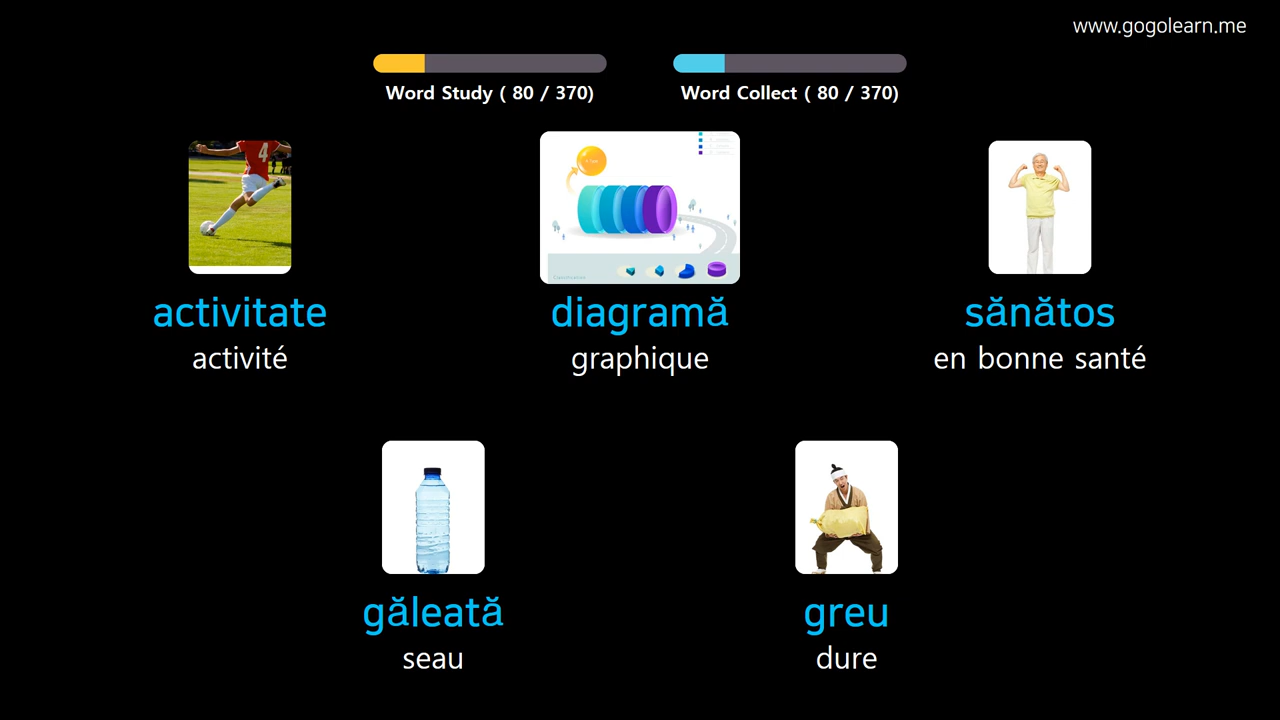 www.gogolearn.me
Word Study ( 80 / 370)
Word Collect ( 80 / 370)
4
activitate
activité
diagramă
graphique
sănătos
en bonne santé
găleată
seau
greu
dure